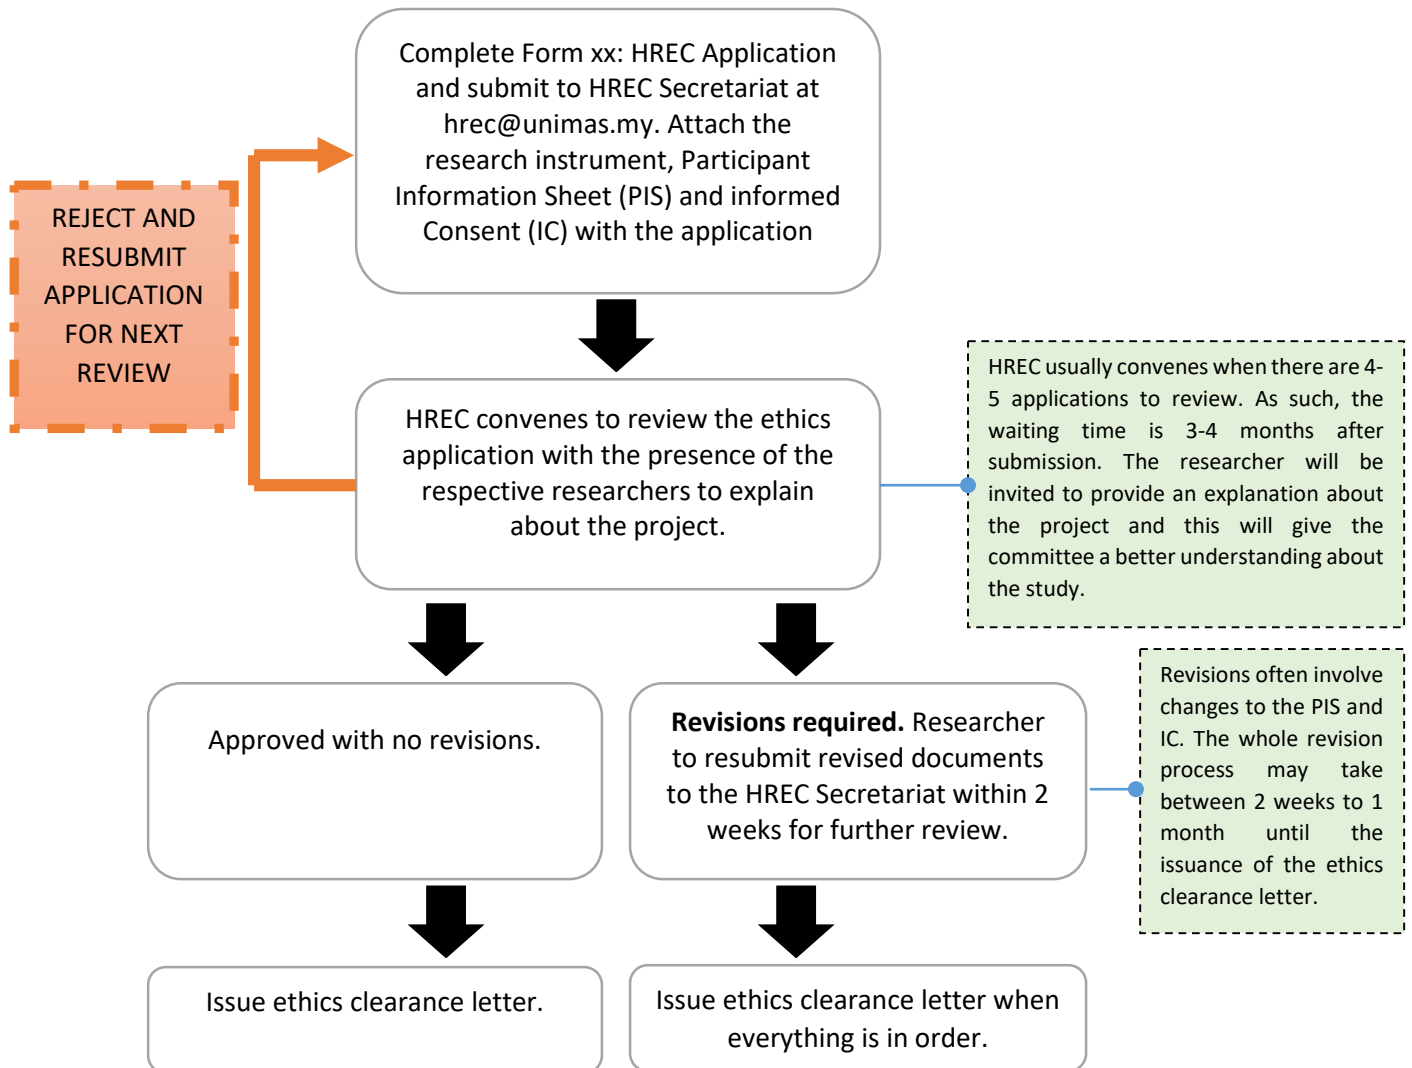 Complete Form xx: HREC Application
and submit to HREC Secretariat at
hrec@unimas.my. Attach the
research instrument, Participant
Information Sheet (PIS) and informed
Consent (IC) with the application
REJECT AND
RESUBMIT
APPLICATION
FOR NEXT
REVIEW
HREC convenes to review the ethics
application with the presence of the
respective researchers to explain
about the project.
HREC usually convenes when there are 4-
5 applications to review. As such, the
waiting time is 3-4 months after
submission. The researcher will be
invited to provide an explanation about
the project and this will give the
committee a better understanding about
the study.
Approved with no revisions.
Revisions required. Researcher
to resubmit revised documents
to the HREC Secretariat within 2
weeks for further review.
Revisions often involve
changes to the PIS and
IC. The whole revision
process may take
between 2 weeks to 1
month until the
issuance of the ethics
clearance letter.
Issue ethics clearance letter.
Issue ethics clearance letter when
everything is in order.